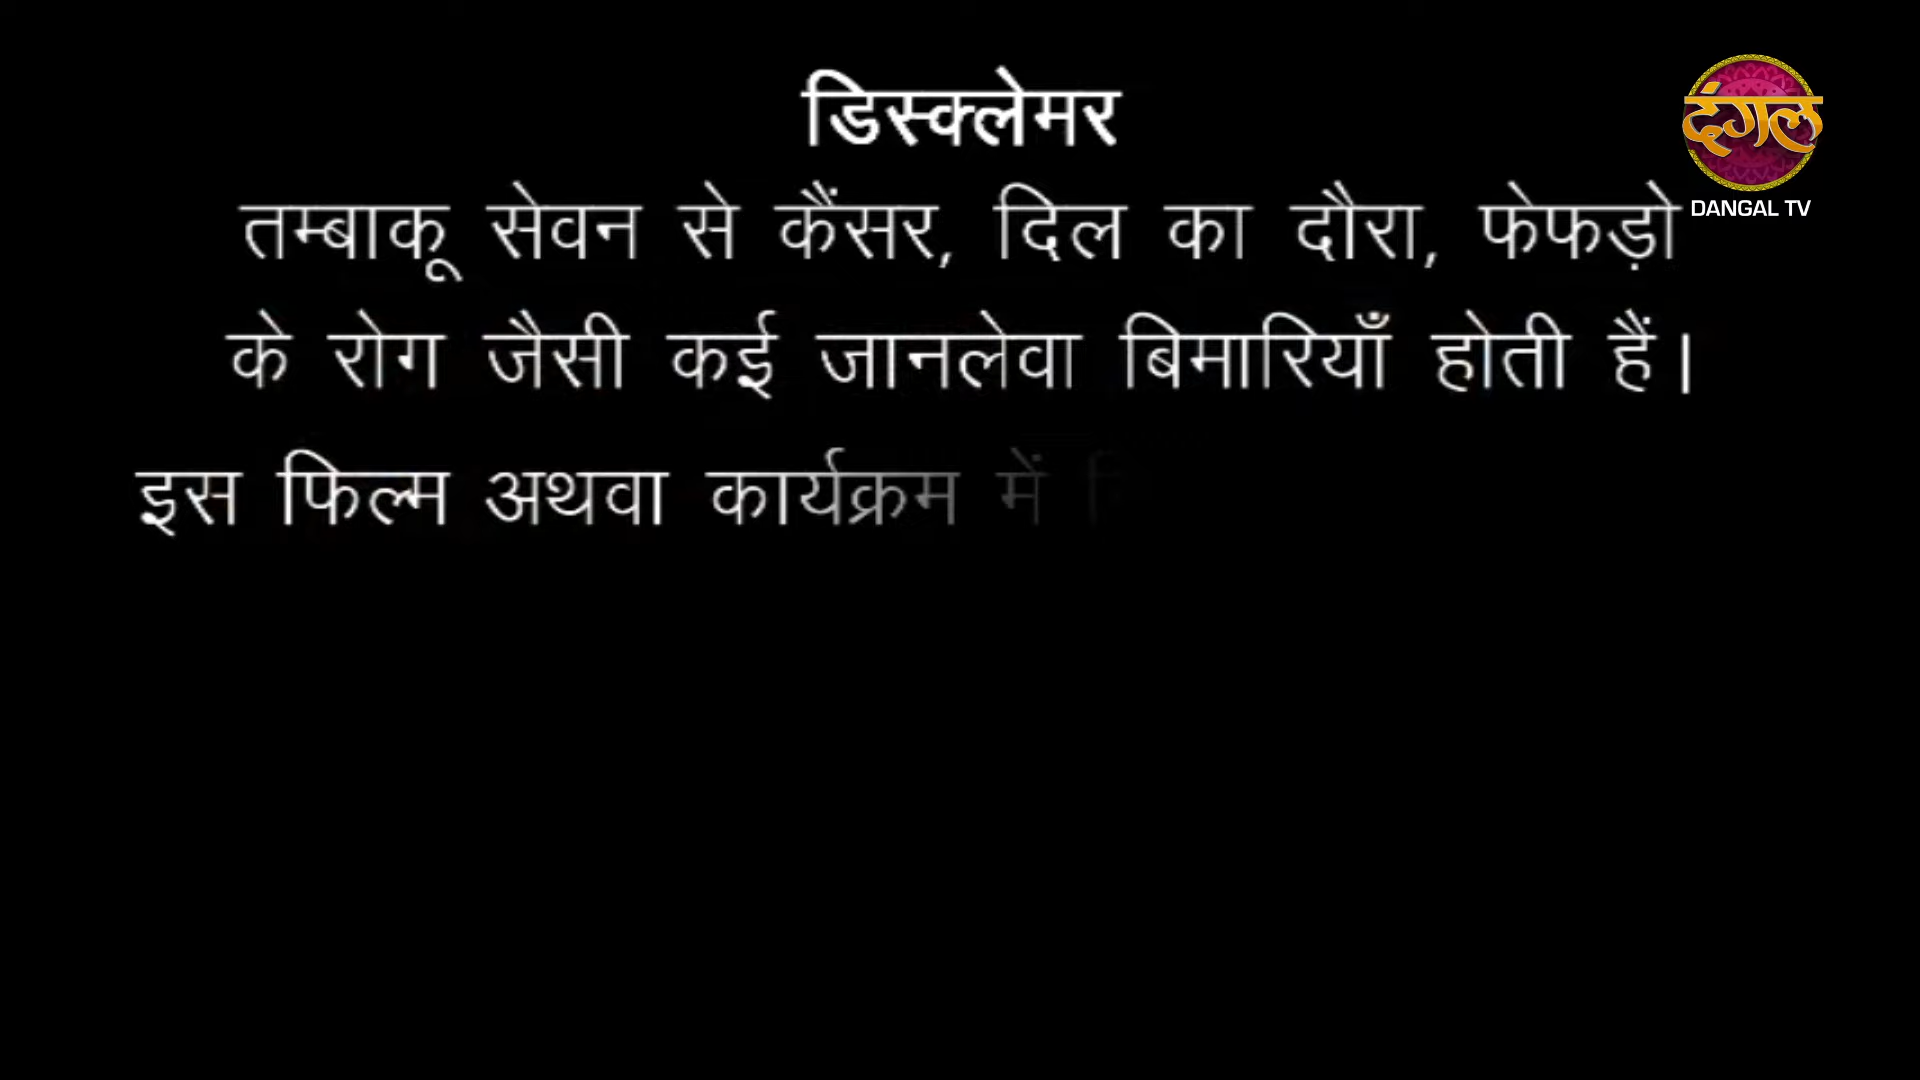 डिस्क्लेमर
दंगल
DANGAL TV
तम्बाकू सेवन से कैंसर, दिल का दौरा, फेफड़ो
के रोग जैसी कई जानलेवा बिमारियाँ होती हैं।
इस फिल्म अथवा कार्यक्रम में